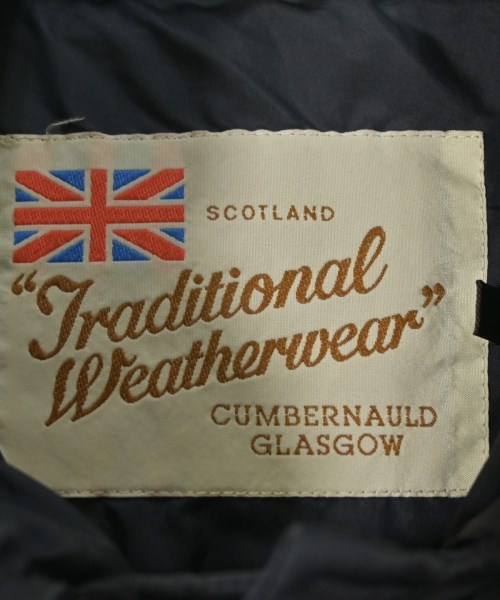 SCOTLAND
“Traditional
Weatherwear”
CUMBERNAULD
GLASGOW